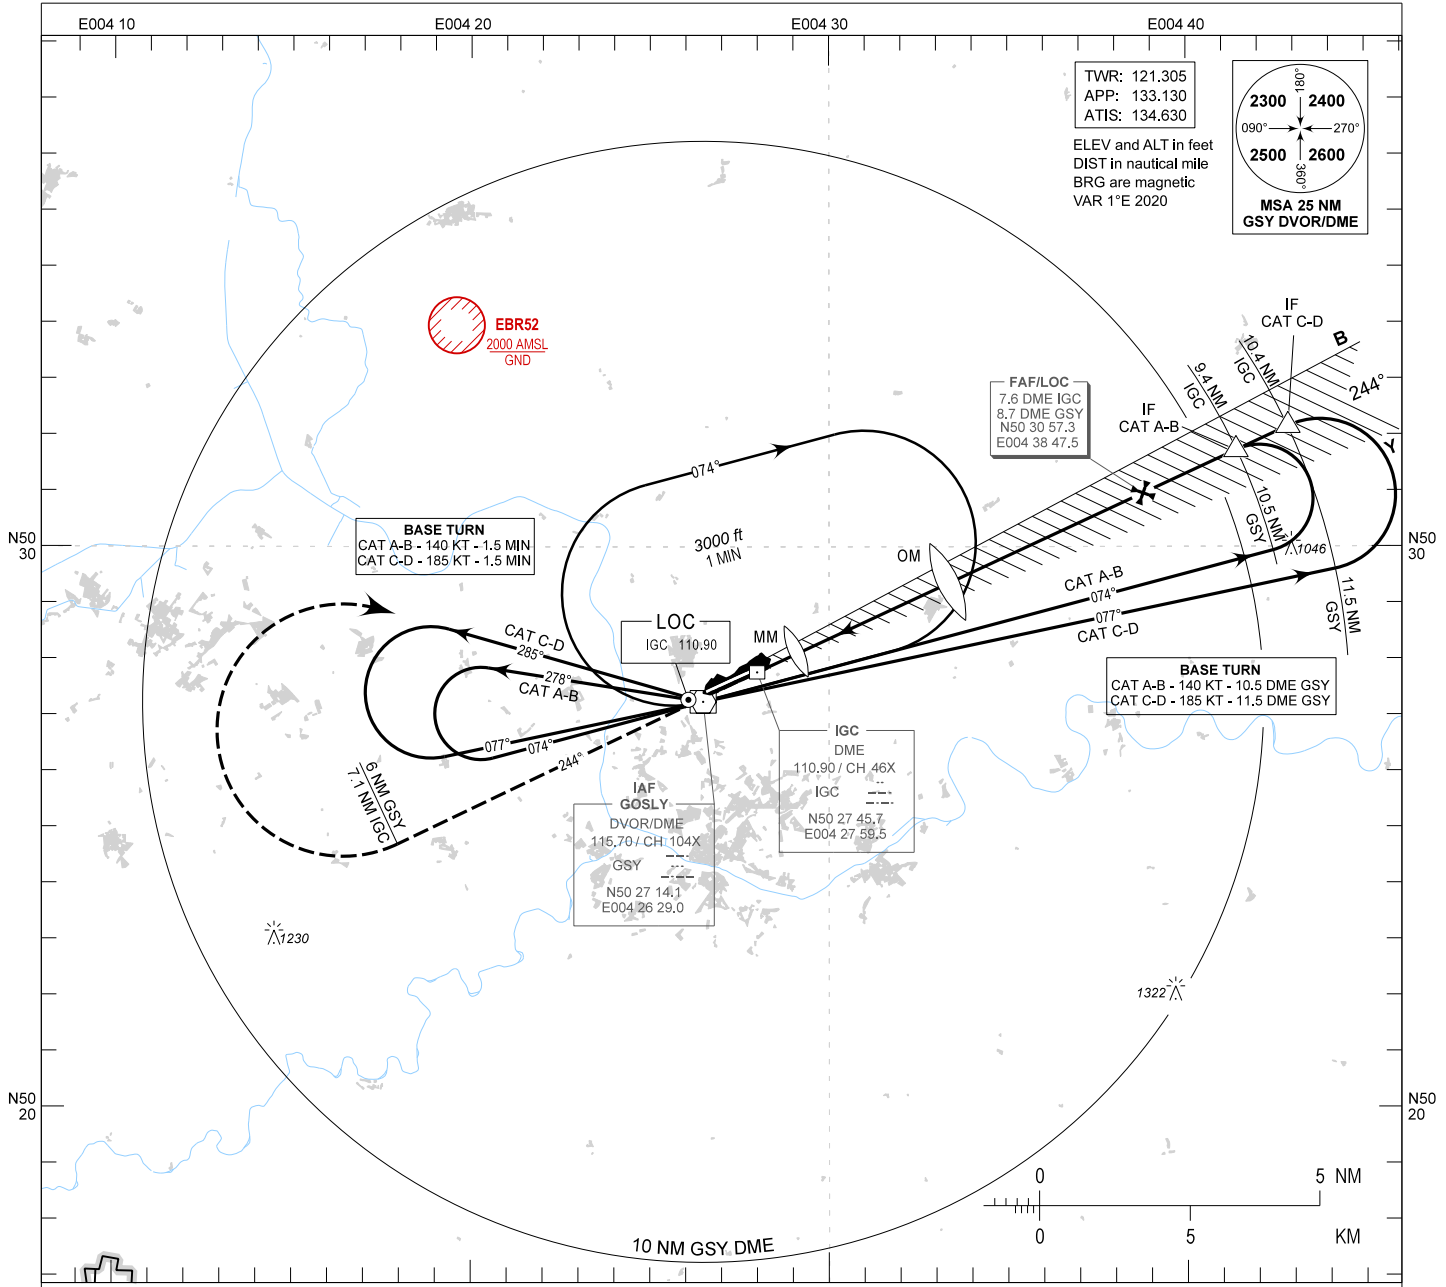 E004 10
E004 20
E004 30
E004 40
TWR: 121.305
APP: 133.130
ATIS: 134.630
ELEV and ALT in feet
DIST in nautical mile
BRG are magnetic
VAR 1°E 2020
180°
2300
2400
090°
270°
2500
2600
360°
MSA 25 NM
GSY DVOR/DME
EBR52
2000 AMSL
GND
IF
CAT C-D
B
10.4 NM
IGC
9.4 NM
IGC
244°
FAF/LOC
7.6 DME IGC
8.7 DME GSY
N50 30 57.3
E004 38 47.5
IF
CAT A-B
Y
074°
10.5 NM
GSY
BASE TURN
CAT A-B - 140 KT - 1.5 MIN
CAT C-D - 185 KT - 1.5 MIN
3000 ft
1 MIN
N50
30
N50
30
1046
OM
CAT A-B
074°
077°
CAT C-D
11.5 NM
GSY
LOC
IGC 110.90
MM
CAT C-D
285°
278°
CAT A-B
BASE TURN
CAT A-B - 140 KT - 10.5 DME GSY
CAT C-D - 185 KT - 11.5 DME GSY
077°
074°
244°
6 NM GSY
7.1 NM IGC
IGC
DME
110.90 / CH 46X
IGC
N50 27 45.7
E004 27 59.5
IAF
GOSLY
DVOR/DME
115.70 / CH 104X
GSY
N50 27 14.1
E004 26 29.0
1230
1322
N50
20
N50
20
0
5 NM
0
5
KM
10 NM GSY DME